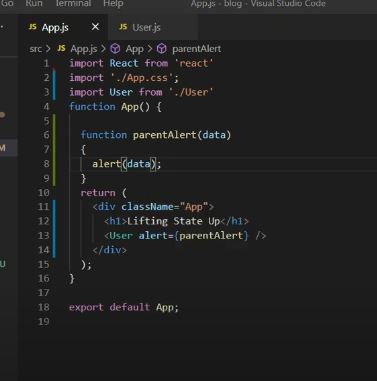 Go Run Terminal Help App.js - blog - Visual Studio Code
JS App.js × JS User.js
src > JS App.js > App > parentAlert
1 import React from 'react'
2 import './App.css';
3 import User from './User'
4 function App() {
5
6 function parentAlert(data)
7 {
8 alert(data);
9 }
10 return (
11 <div className="App">
12 <h1>Lifting State Up</h1>
13 <User alert={parentAlert} />
14 </div>
15 );
16 }
17
18 export default App;
19
M
U